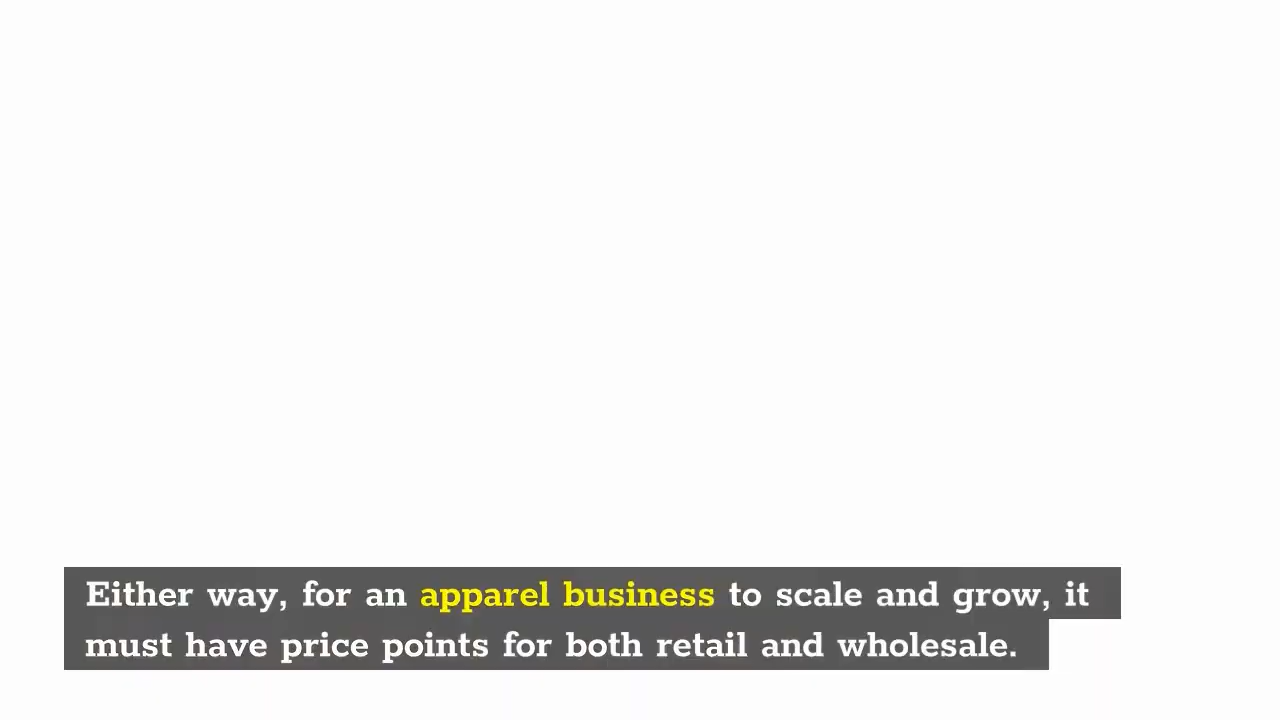 Either way, for an apparel business to scale and grow, it
must have price points for both retail and wholesale.